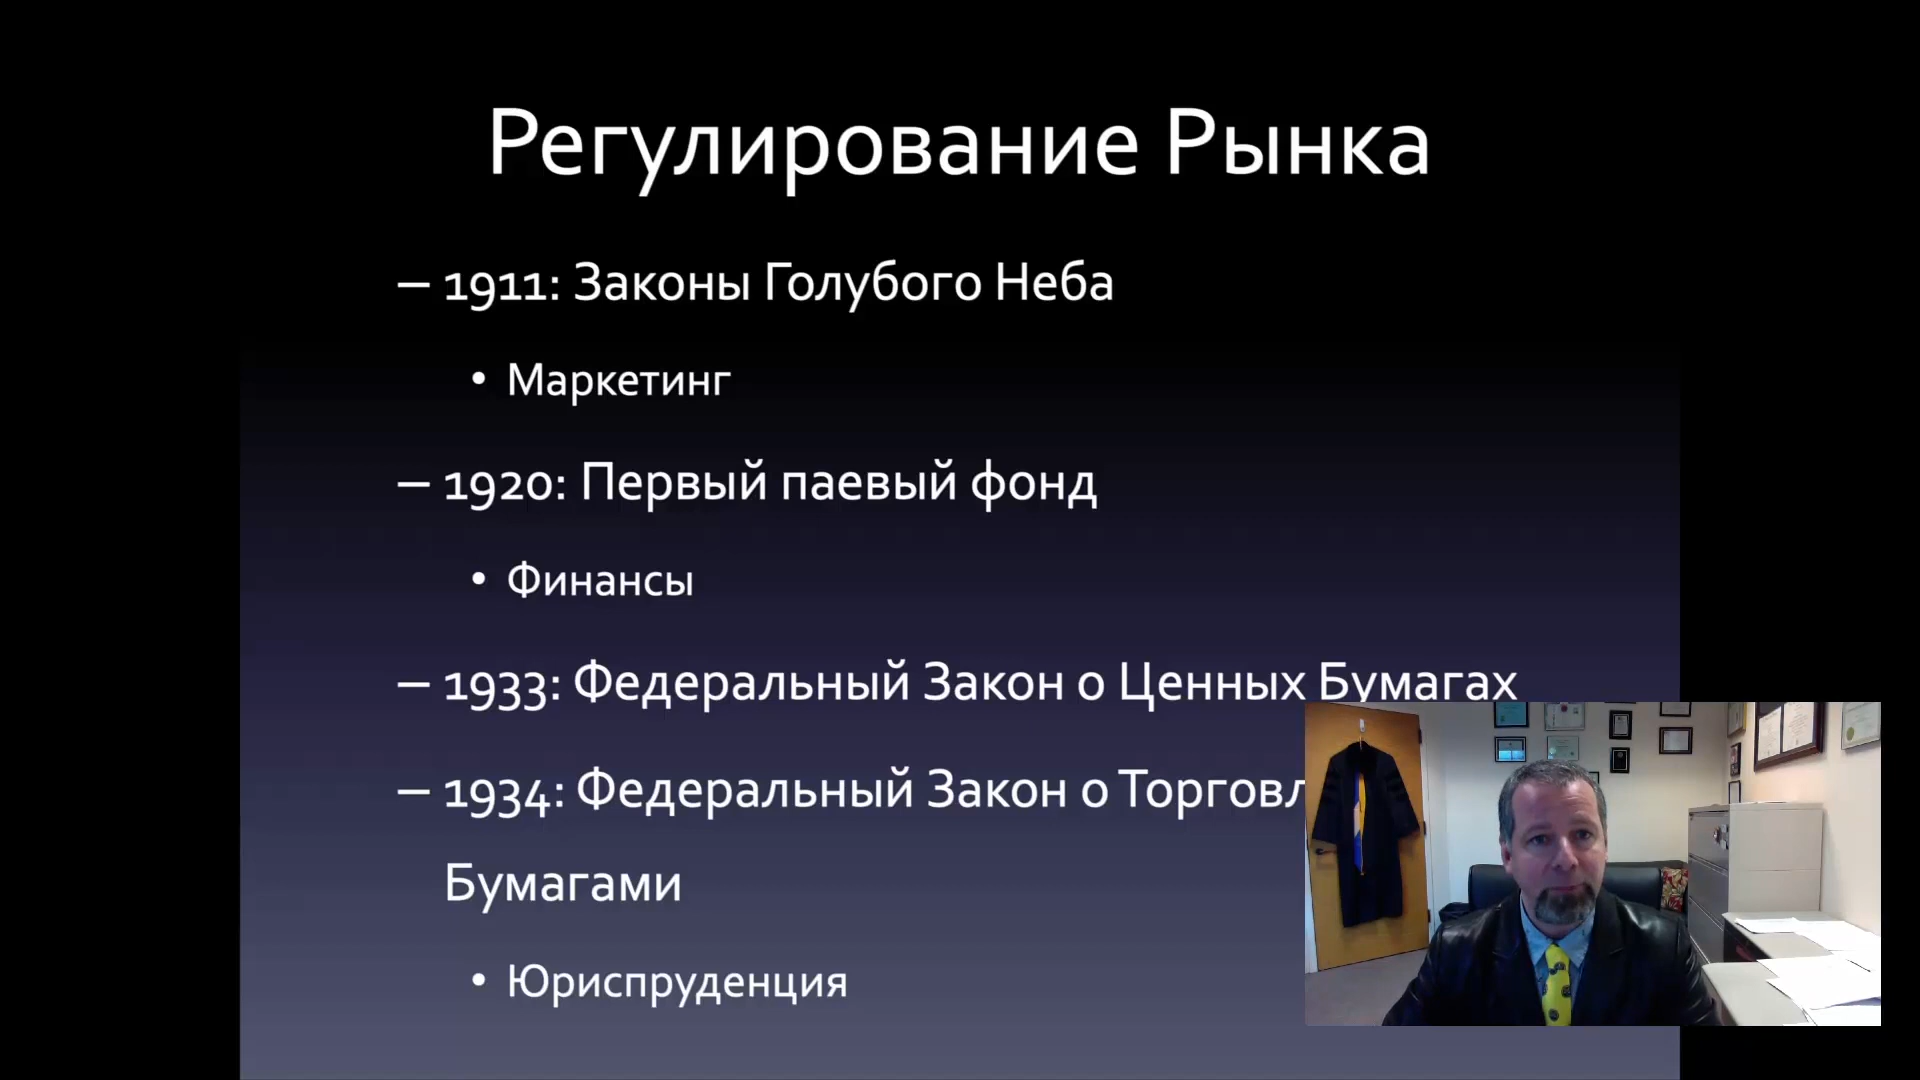 Регулирование Рынка
– 1911: Законы Голубого Неба
• Маркетинг
– 1920: Первый паевый фонд
• Финансы
– 1933: Федеральный Закон о Ценных Бумагах
– 1934: Федеральный Закон о
Бумагами
• Юриспруденция